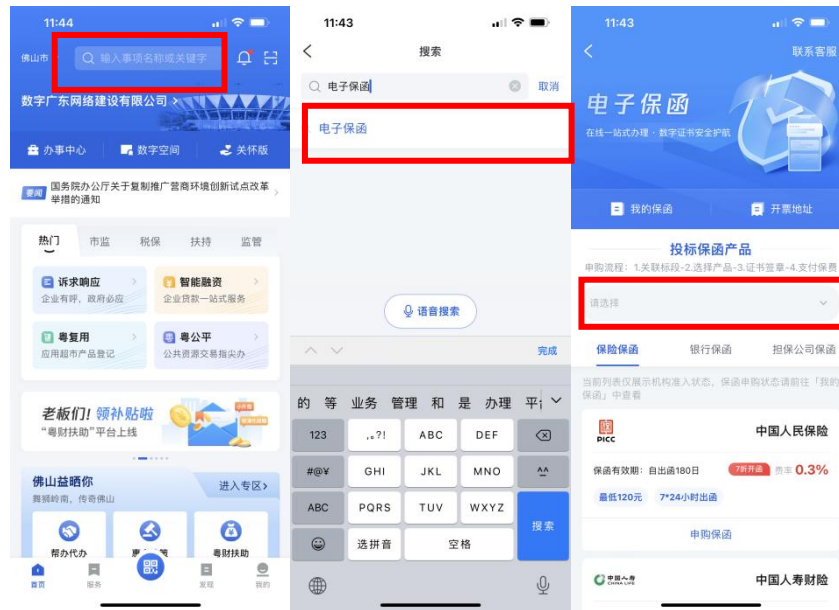 11:44
佛山市
输入事项名称或关键字
数字广东网络建设有限公司 >
办事中心
数字空间
关怀版
要闻
国务院办公厅关于复制推广营商环境创新试点改革
举措的通知
热门
市监
税保
扶持
监管
诉求响应
企业有呼,政府必应
智能融资
企业贷款一站式服务
粤复用
应用超市产品登记
粤公平
公共资源交易指尖办
老板们! 领补贴啦
“粤财扶助”平台上线
佛山益晒你
狮舞岭南,传奇佛山
进入专区>
帮办代办
粤财扶助
首页
服务
发现
我的
11:43
搜索
电子保函
取消
电子保函
语音搜索
完成
的 等 业务 管理 和 是 办理 平台
123
,。?!
ABC
DEF
#@¥
GHI
JKL
MNO
^^
ABC
PQRS
TUV
WXYZ
搜索
选拼音
空格
11:43
联系客服
电子保函
在线一站式办理 · 数字证书安全护航
我的保函
开票地址
投标保函产品
申购流程:1.关联标段-2.选择产品-3.证书签章-4.支付保费
请选择
保险保函
银行保函
担保公司保函
当前列表仅展示机构准入状态,保函申购状态请前往「我的
保函」中查看
PICC
中国人民保险
保函有效期:自出函180日
7折开函
费率 0.3%
最低120元
7*24小时出函
申购保函
中国人寿
CHINA LIFE
中国人寿财险